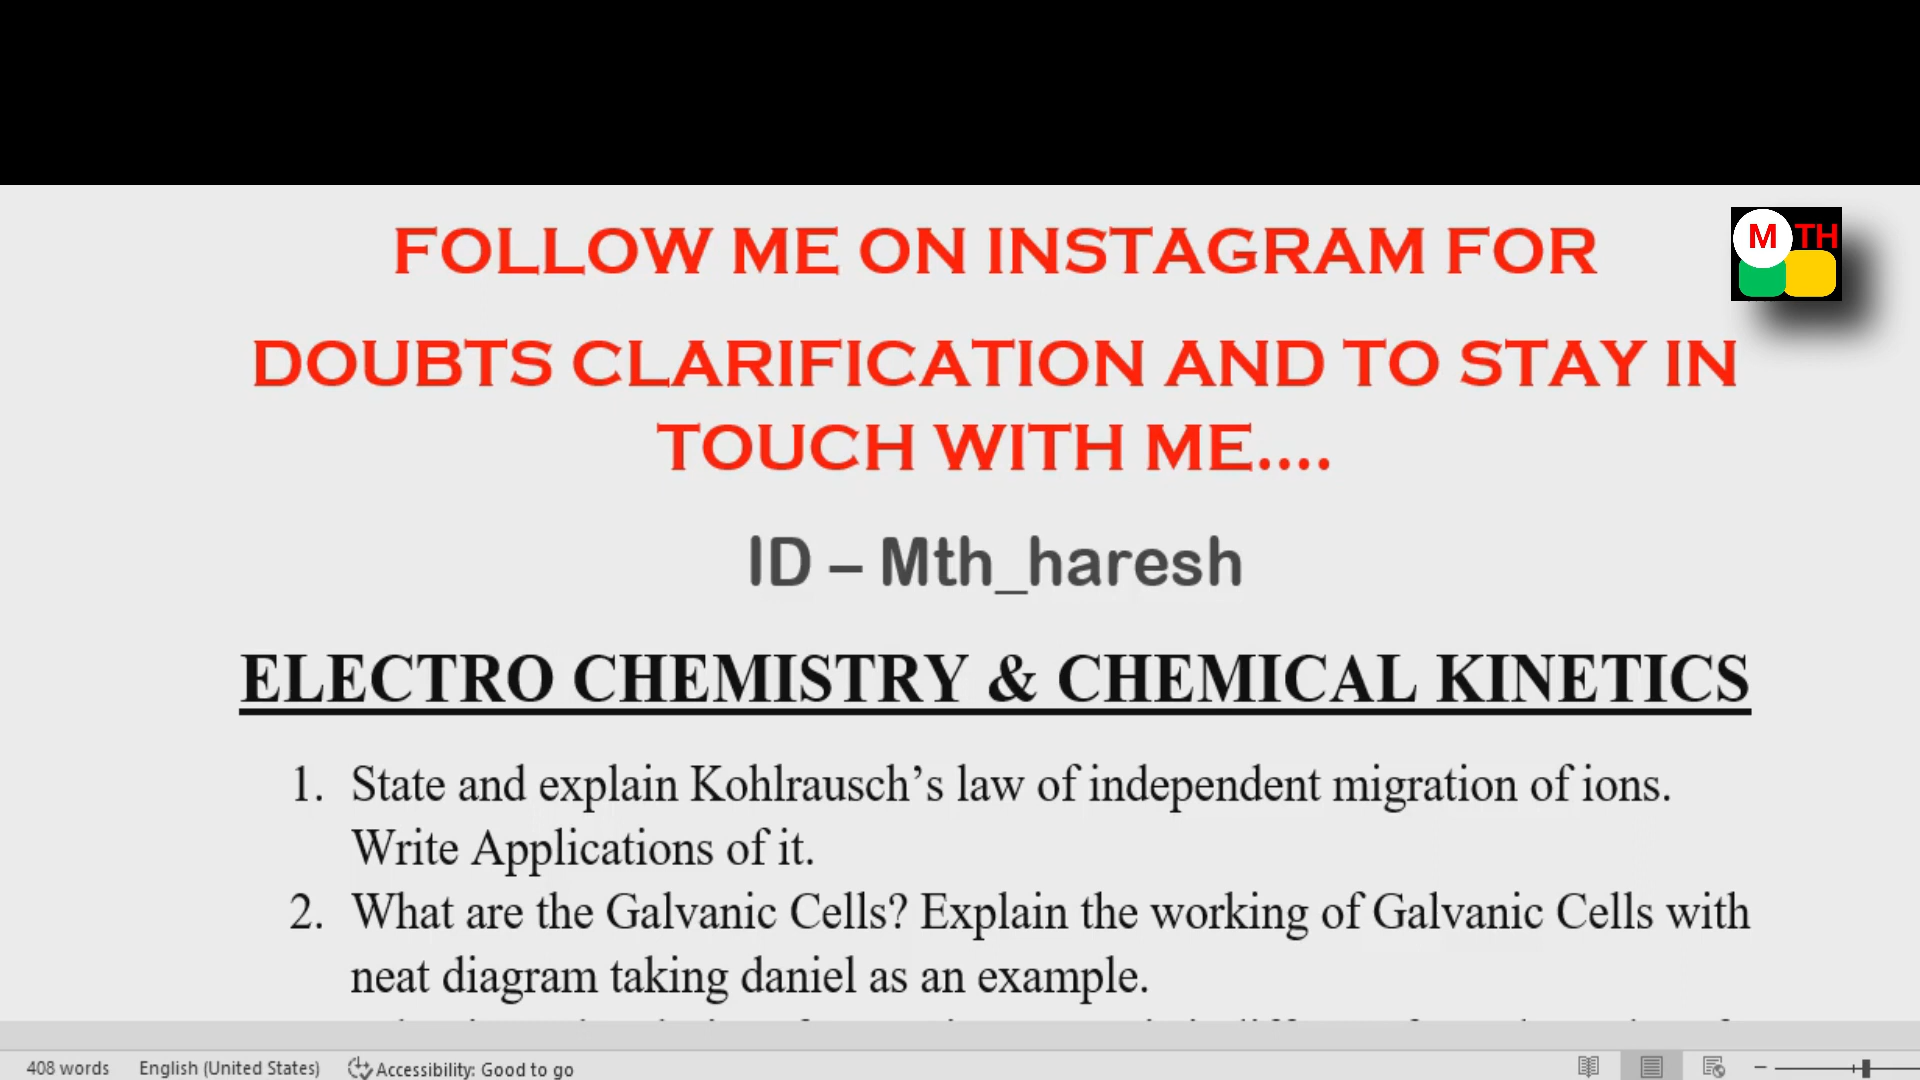 M TH
FOLLOW ME ON INSTAGRAM FOR
DOUBTS CLARIFICATION AND TO STAY IN
TOUCH WITH ME....
ID – Mth_haresh
ELECTRO CHEMISTRY & CHEMICAL KINETICS
1. State and explain Kohlrausch’s law of independent migration of ions.
Write Applications of it.
2. What are the Galvanic Cells? Explain the working of Galvanic Cells with
neat diagram taking daniel as an example.
408 words English (United States) Accessibility: Good to go